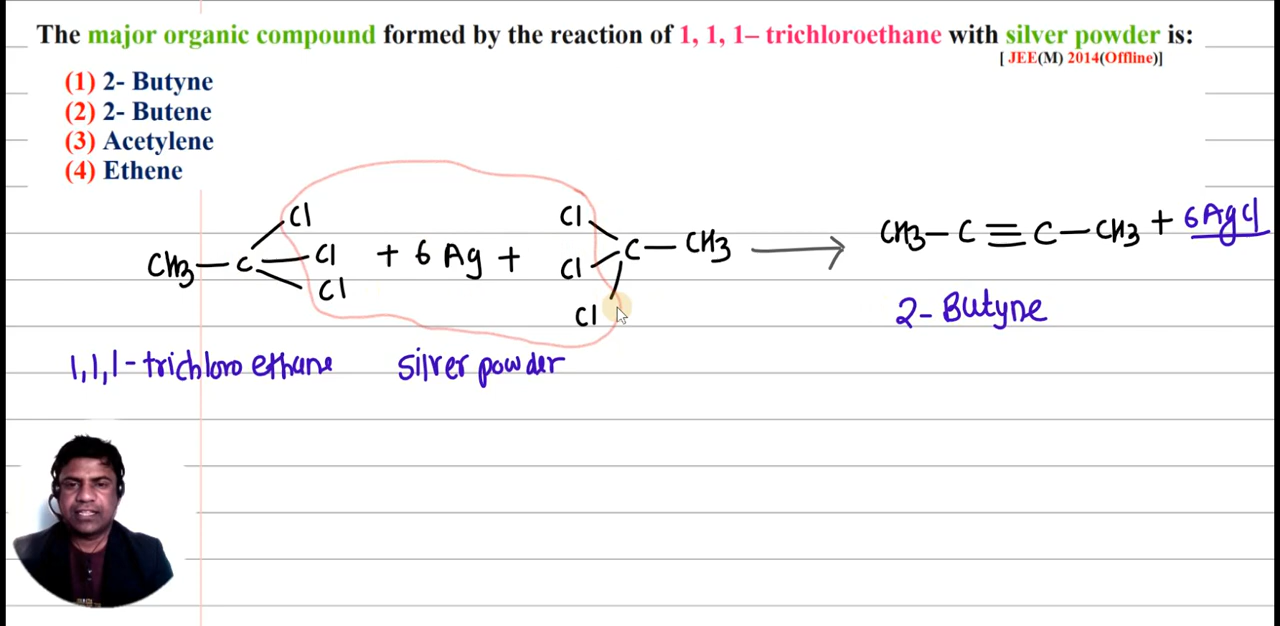 The major organic compound formed by the reaction of 1, 1, 1– trichloroethane with silver powder is:
[ JEE(M) 2014(Offline)]
(1) 2- Butyne
(2) 2- Butene
(3) Acetylene
(4) Ethene
CH3—C Cl Cl Cl + 6 Ag + Cl Cl Cl C—CH3 ⟶ CH3—C≡C—CH3 + 6AgCl
2- Butyne
1,1,1-trichloro ethane silver powder